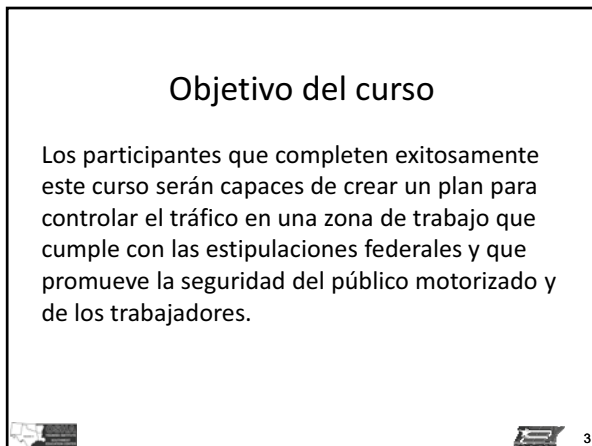 Objetivo del curso
Los participantes que completen exitosamente
este curso serán capaces de crear un plan para
controlar el tráfico en una zona de trabajo que
cumple con las estipulaciones federales y que
promueve la seguridad del público motorizado y
de los trabajadores.
3